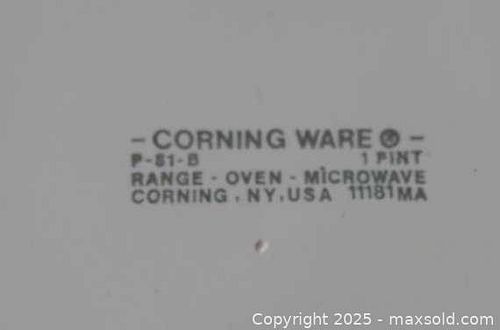 - CORNING WARE ® -
P-81-B 1 PINT
RANGE - OVEN - MICROWAVE
CORNING, NY, USA 11181MA
Copyright © 2025 - maxsold.com